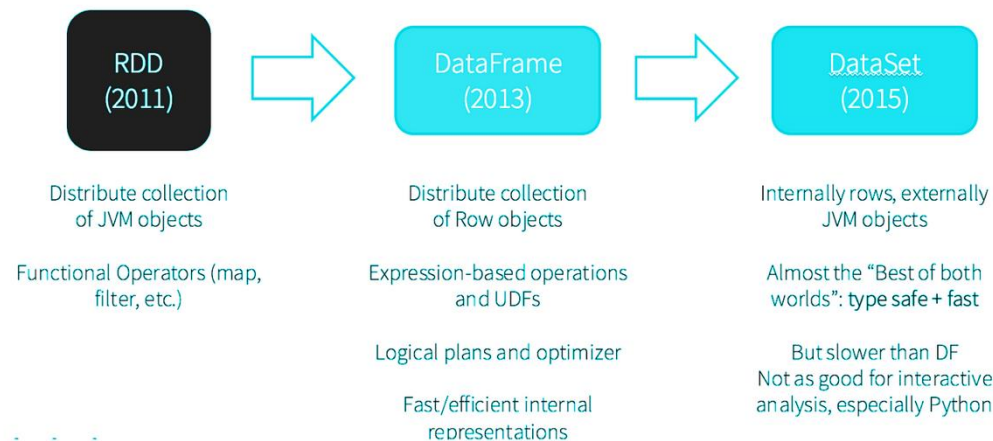 RDD
(2011)
DataFrame
(2013)
DataSet
(2015)
Distribute collection
of JVM objects
Functional Operators (map,
filter, etc.)
Distribute collection
of Row objects
Expression-based operations
and UDFs
Logical plans and optimizer
Fast/efficient internal
representations
Internally rows, externally
JVM objects
Almost the “Best of both
worlds”: type safe + fast
But slower than DF
Not as good for interactive
analysis, especially Python